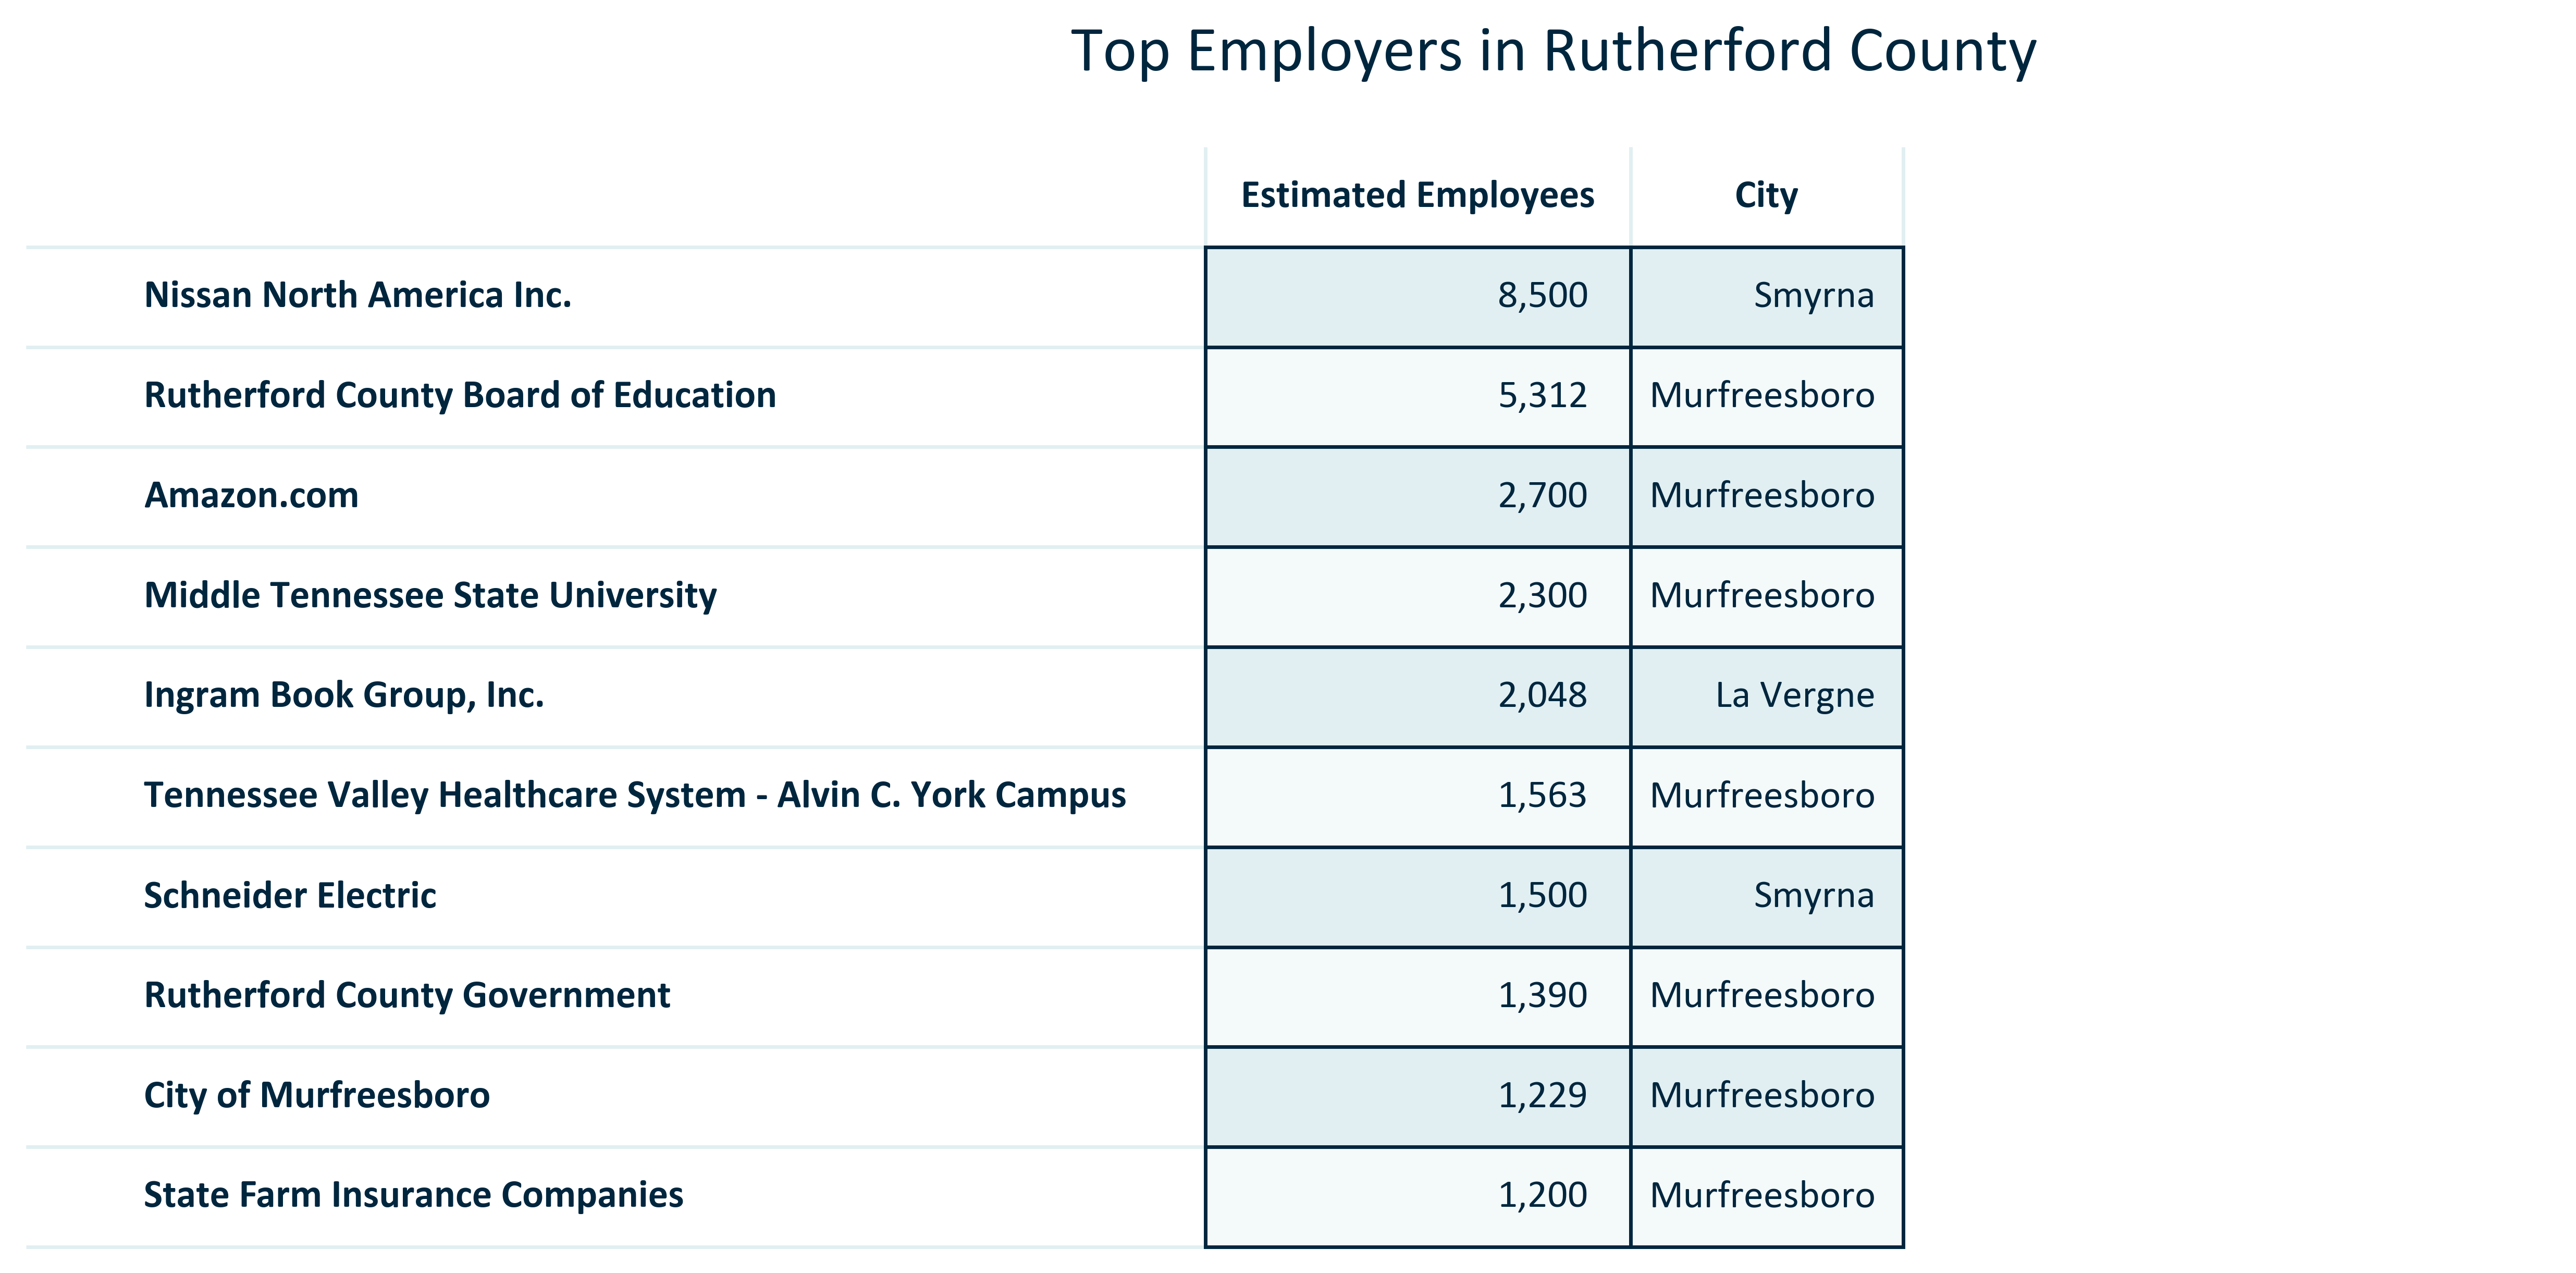 Top Employers in Rutherford County
Estimated Employees City
Nissan North America Inc. 8,500 Smyrna
Rutherford County Board of Education 5,312 Murfreesboro
Amazon.com 2,700 Murfreesboro
Middle Tennessee State University 2,300 Murfreesboro
Ingram Book Group, Inc. 2,048 La Vergne
Tennessee Valley Healthcare System - Alvin C. York Campus 1,563 Murfreesboro
Schneider Electric 1,500 Smyrna
Rutherford County Government 1,390 Murfreesboro
City of Murfreesboro 1,229 Murfreesboro
State Farm Insurance Companies 1,200 Murfreesboro